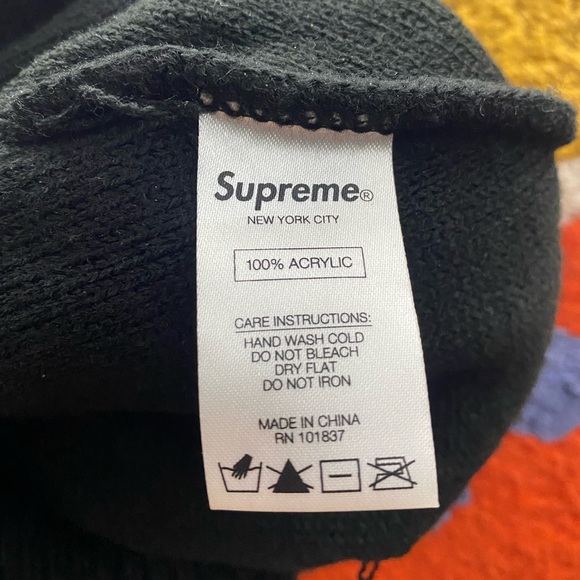 Supreme®
NEW YORK CITY
100% ACRYLIC
CARE INSTRUCTIONS:
HAND WASH COLD
DO NOT BLEACH
DRY FLAT
DO NOT IRON
MADE IN CHINA
RN 101837